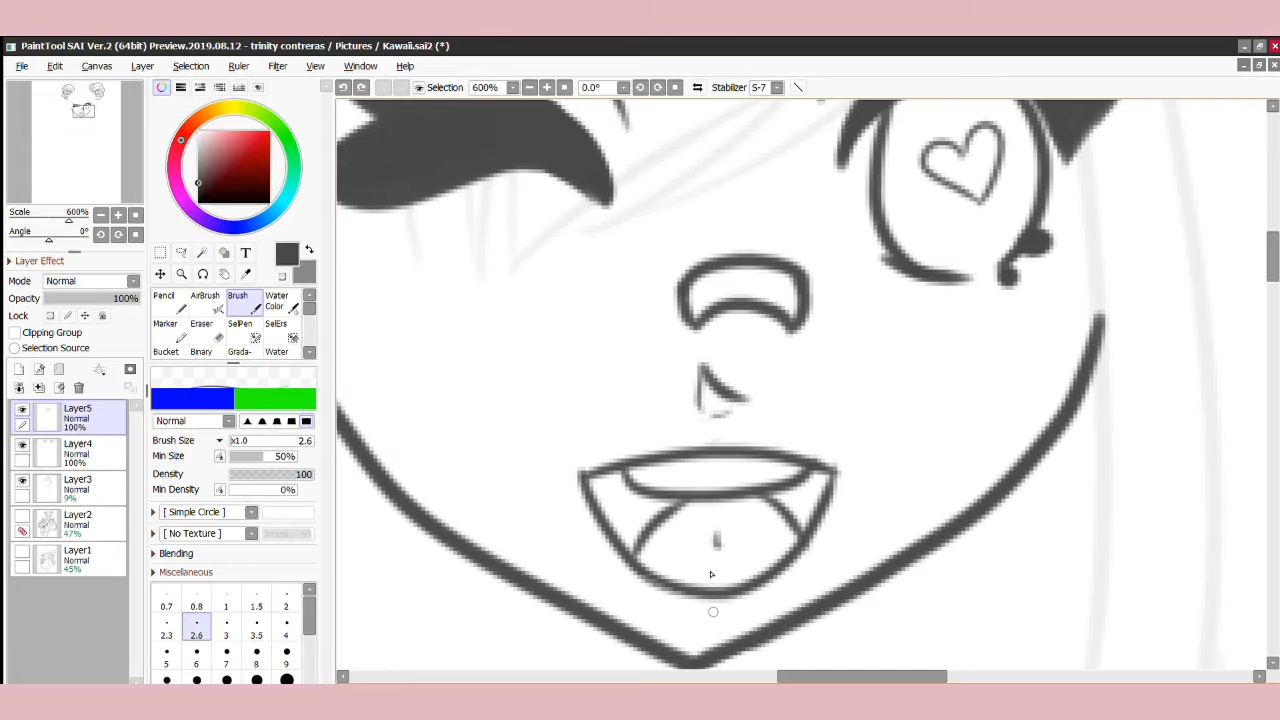 PaintTool SAI Ver.2 (64bit) Preview.2019.08.12 - trinity contreras / Pictures / Kawaii.sai2 (*)
File Edit Canvas Layer Selection Ruler Filter View Window Help
Selection 600% 0.0° Stabilizer S-7
Scale 600%
Angle 0°
Layer Effect
Mode Normal
Opacity 100%
Lock
Clipping Group
Selection Source
Layer5
Normal
100%
Layer4
Normal
100%
Layer3
Normal
9%
Layer2
Normal
47%
Layer1
Normal
45%
T
Pencil AirBrush Brush Water Color
Marker Eraser SelPen SelErs
Bucket Binary Grada- Water
Normal
Brush Size x1.0 2.6
Min Size 50%
Density 100
Min Density 0%
[ Simple Circle ]
[ No Texture ]
Blending
Miscellaneous
0.7 0.8 1 1.5 2
2.3 2.6 3 3.5 4
5 6 7 8 9